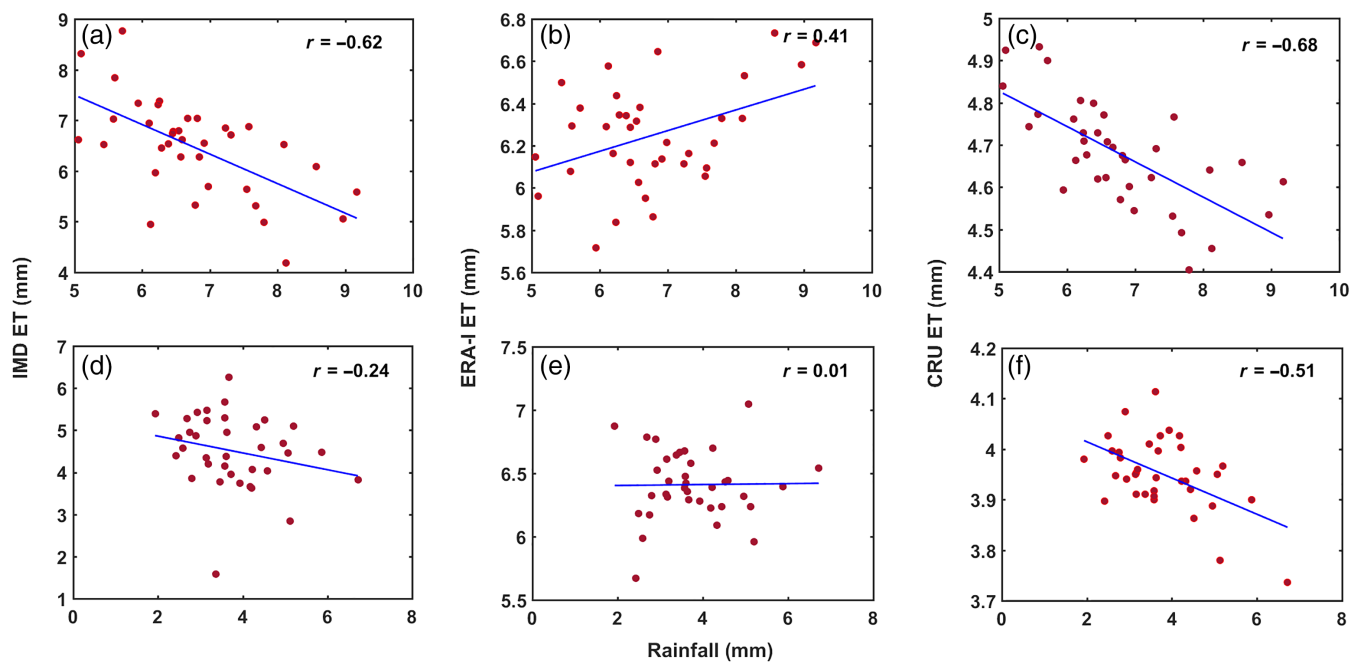 (a)
r = −0.62
9
8
7
6
5
4
5 6 7 8 9 10
(b)
r = 0.41
6.8
6.6
6.4
6.2
6
5.8
5.6
5 6 7 8 9 10
(c)
r = −0.68
5
4.9
4.8
4.7
4.6
4.5
4.4
5 6 7 8 9 10
IMD ET (mm)
ERA-I ET (mm)
CRU ET (mm)
(d)
r = −0.24
7
6
5
4
3
2
1
0 2 4 6 8
(e)
r = 0.01
7.5
7
6.5
6
5.5
0 2 4 6 8
(f)
r = −0.51
4.2
4.1
4
3.9
3.8
3.7
0 2 4 6 8
Rainfall (mm)